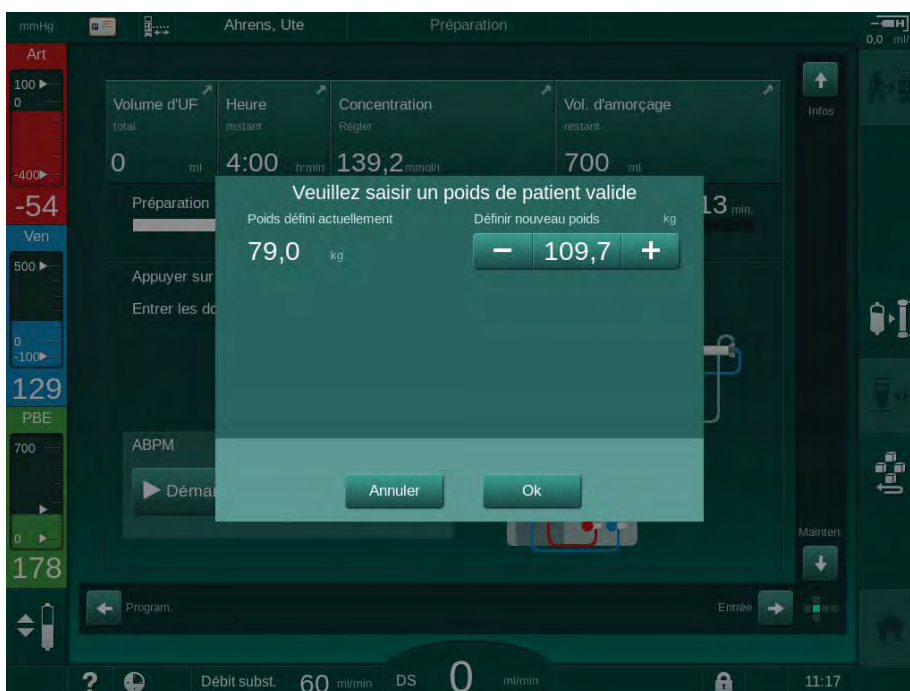 mmHg
Ahrens, Ute
Préparation
0,0 ml/
Art
100
0
-400
-54
Ven
500
0
-100
129
PBE
700
0
178
Volume d'UF
total
0 ml
Heure
restant
4:00 h:min
Concentration
Régler
139,2 mmol/l
Vol. d'amorçage
restant
700 ml
Infos
Préparation
13 min.
Veuillez saisir un poids de patient valide
Poids défini actuellement
Définir nouveau poids kg
79,0 kg
− 109,7 +
Appuyer sur
Entrer les do
ABPM
Démar
Annuler
Ok
Mainten.
Program.
Entrée
? Débit subst. 60 ml/min DS 0 ml/min 11:17